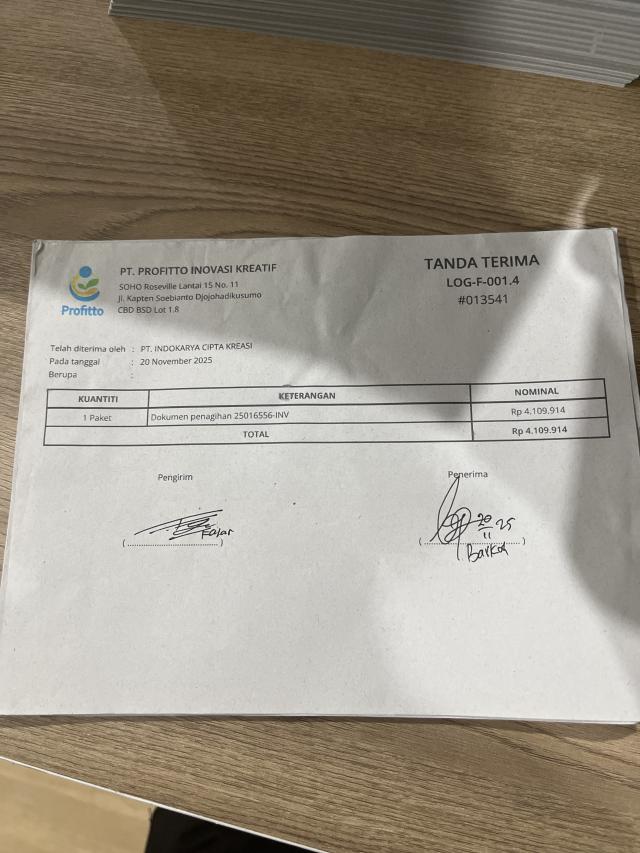 Profitto
PT. PROFITTO INOVASI KREATIF
SOHO Roseville Lantai 15 No. 11
Jl. Kapten Soebianto Djojohadikusumo
CBD BSD Lot 1.8
TANDA TERIMA
LOG-F-001.4
#013541
Telah diterima oleh : PT. INDOKARYA CIPTA KREASI
Pada tanggal : 20 November 2025
Berupa :
KUANTITI KETERANGAN NOMINAL
1 Paket Dokumen penagihan 25016556-INV Rp 4.109.914
TOTAL Rp 4.109.914
Pengirim Penerima
20/11 25
(..........................) (..........................)
Fajar